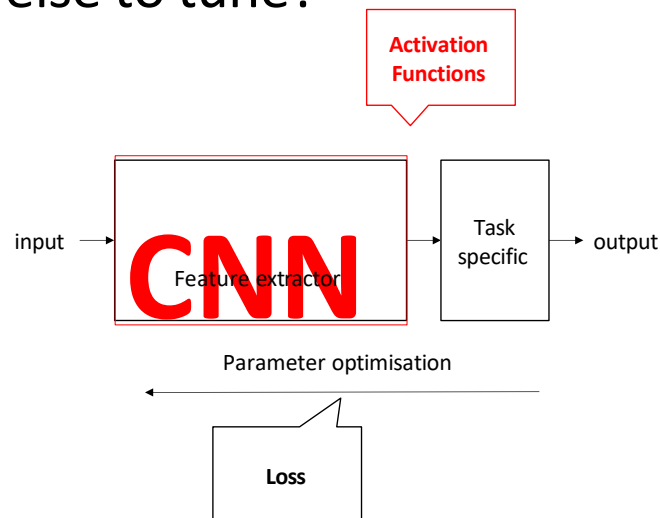 else to tune?
Activation
Functions
input
CNN
Feature extractor
Task
specific
output
Parameter optimisation
Loss